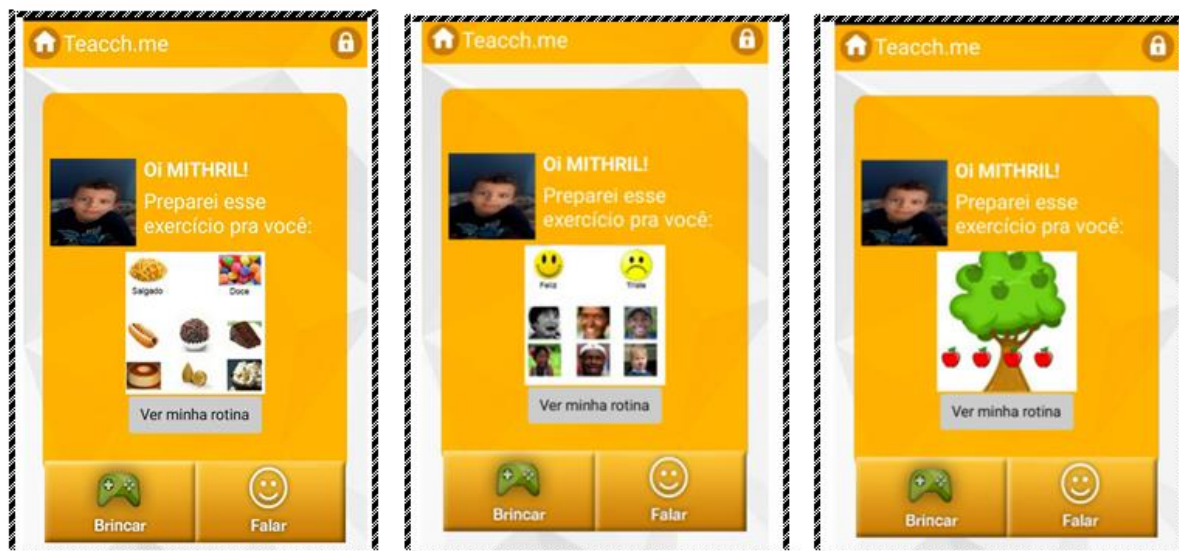 Teacch.me
Oi MITHRIL!
Preparei esse
exercício pra você:
Salgado Doce
Ver minha rotina
Brincar Falar
Teacch.me
Oi MITHRIL!
Preparei esse
exercício pra você:
Feliz Triste
Ver minha rotina
Brincar Falar
Teacch.me
Oi MITHRIL!
Preparei esse
exercício pra você:
Ver minha rotina
Brincar Falar